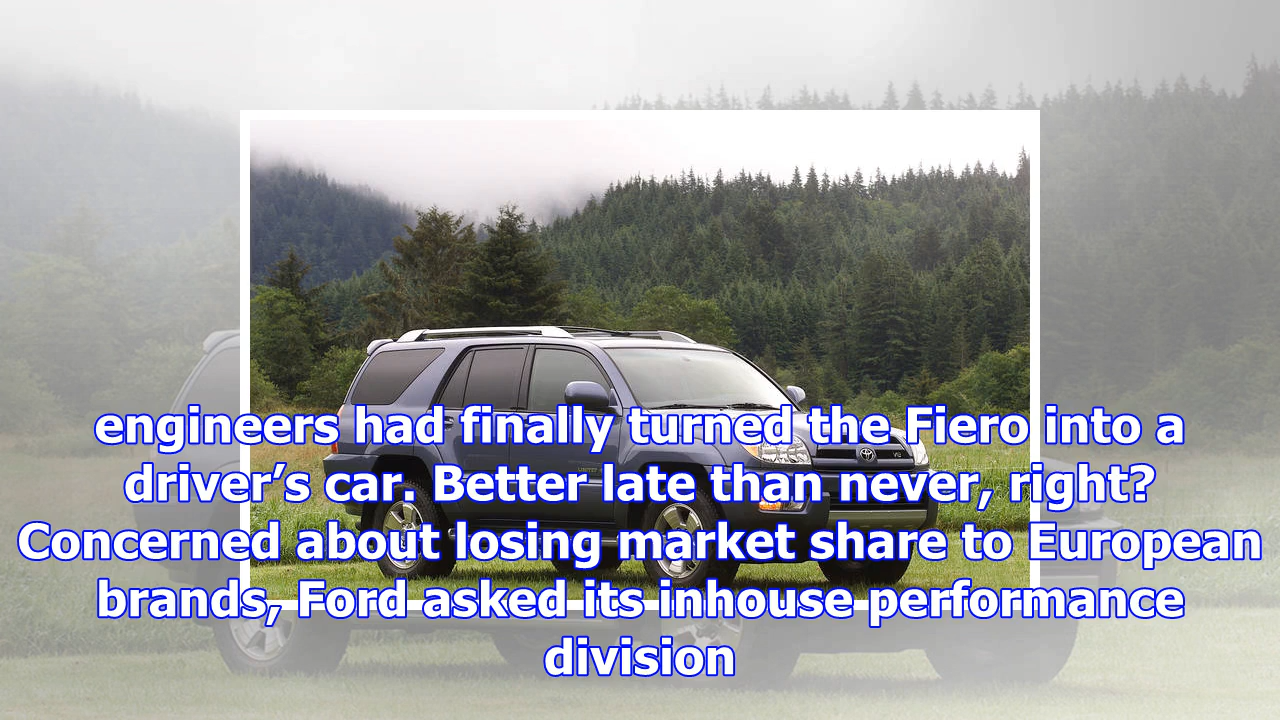 engineers had finally turned the Fiero into a
driver’s car. Better late than never, right?
Concerned about losing market share to European
brands, Ford asked its inhouse performance
division